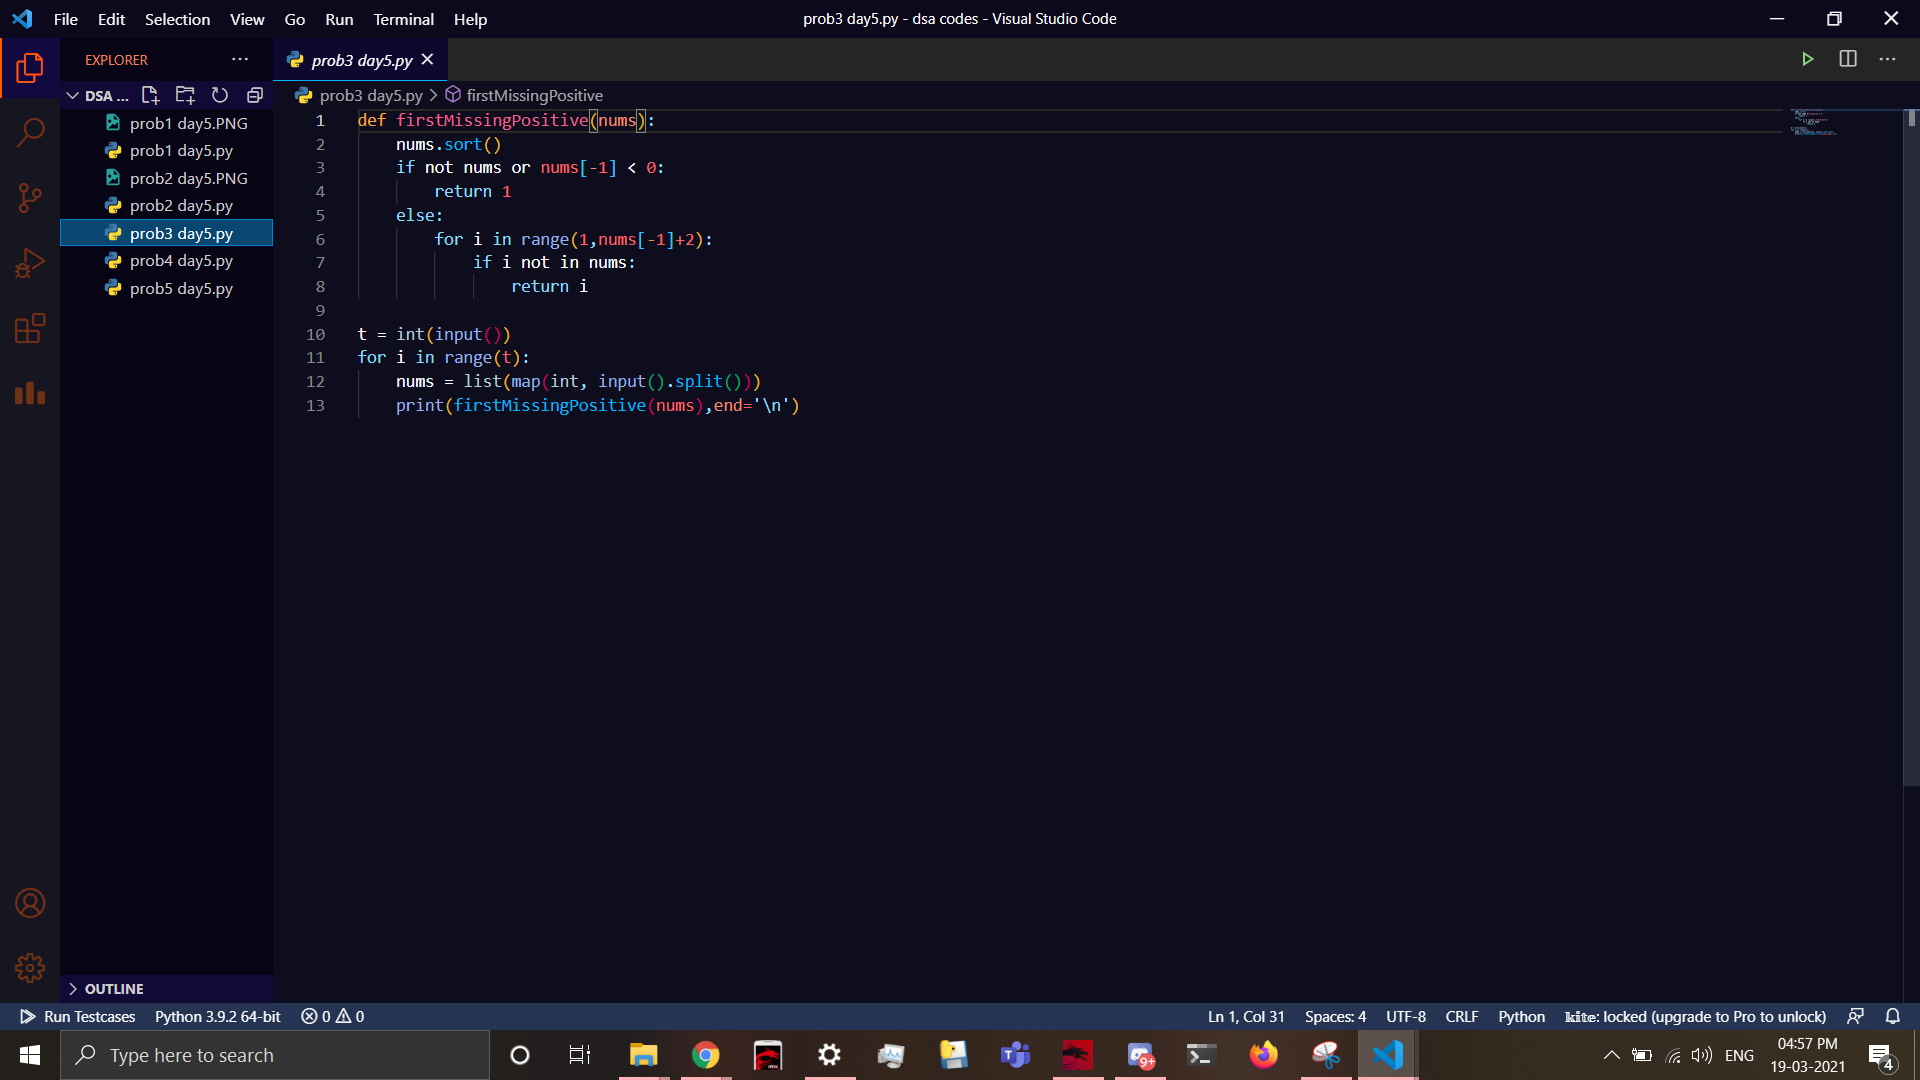 File Edit Selection View Go Run Terminal Help
prob3 day5.py - dsa codes - Visual Studio Code
EXPLORER
prob3 day5.py
DSA ...
prob3 day5.py firstMissingPositive
prob1 day5.PNG
prob1 day5.py
prob2 day5.PNG
prob2 day5.py
prob3 day5.py
prob4 day5.py
prob5 day5.py
1 def firstMissingPositive(nums):
2     nums.sort()
3     if not nums or nums[-1] < 0:
4         return 1
5     else:
6         for i in range(1,nums[-1]+2):
7             if i not in nums:
8                 return i
9
10 t = int(input())
11 for i in range(t):
12     nums = list(map(int, input().split()))
13     print(firstMissingPositive(nums),end='\n')
OUTLINE
Run Testcases Python 3.9.2 64-bit 0 0 Ln 1, Col 31 Spaces: 4 UTF-8 CRLF Python kite: locked (upgrade to Pro to unlock)
Type here to search
T
9+
ENG
04:57 PM
19-03-2021
4